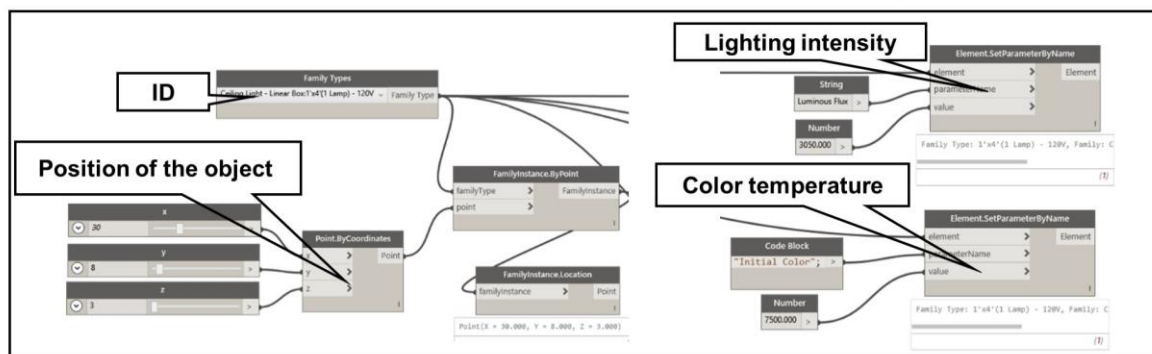 ID
Family Types
Ceiling Light - Linear Box:1'x4'(1 Lamp) - 120V Family Type >
Position of the object
x
30 >
y
8 >
z
3 >
Point.ByCoordinates
Point
y >
z >
FamilyInstance.ByPoint
familyType > FamilyInstance
point >
FamilyInstance.Location
familyInstance > Point
Point(X = 30.000, Y = 8.000, Z = 3.000)
Lighting intensity
Element.SetParameterByName
element > Element
parameterName >
value >
String
Luminous Flux >
Number
3050.000 >
Family Type: 1'x4'(1 Lamp) - 120V, Family: C
(1)
Color temperature
Element.SetParameterByName
element > Element
parameterName >
value >
Code Block
"Initial Color"; >
Number
7500.000 >
Family Type: 1'x4'(1 Lamp) - 120V, Family: C
(1)